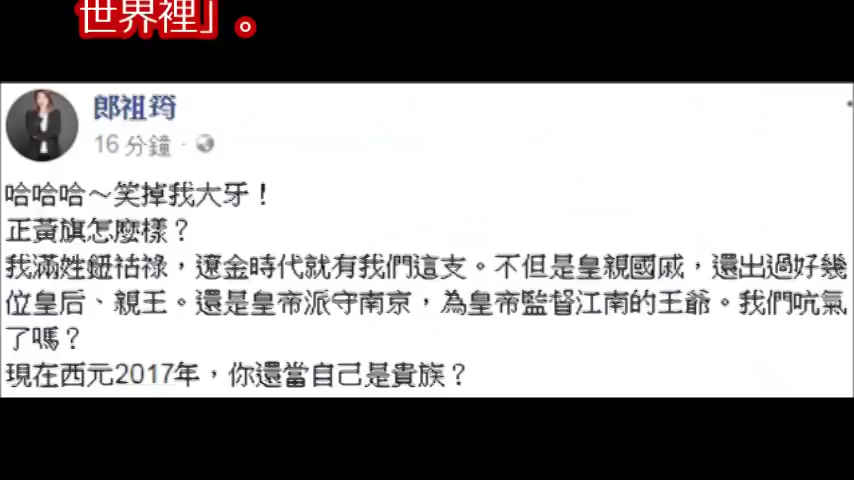 世界裡」。
郎祖筠
16 分鐘 ·
哈哈哈～笑掉我大牙！
正黃旗怎麼樣？
我滿姓鈕祜祿，遼金時代就有我們這支。不但是皇親國戚，還出過好幾
位皇后、親王。還是皇帝派守南京，為皇帝監督江南的王爺。我們吭氣
了嗎？
現在西元2017年，你還當自己是貴族？